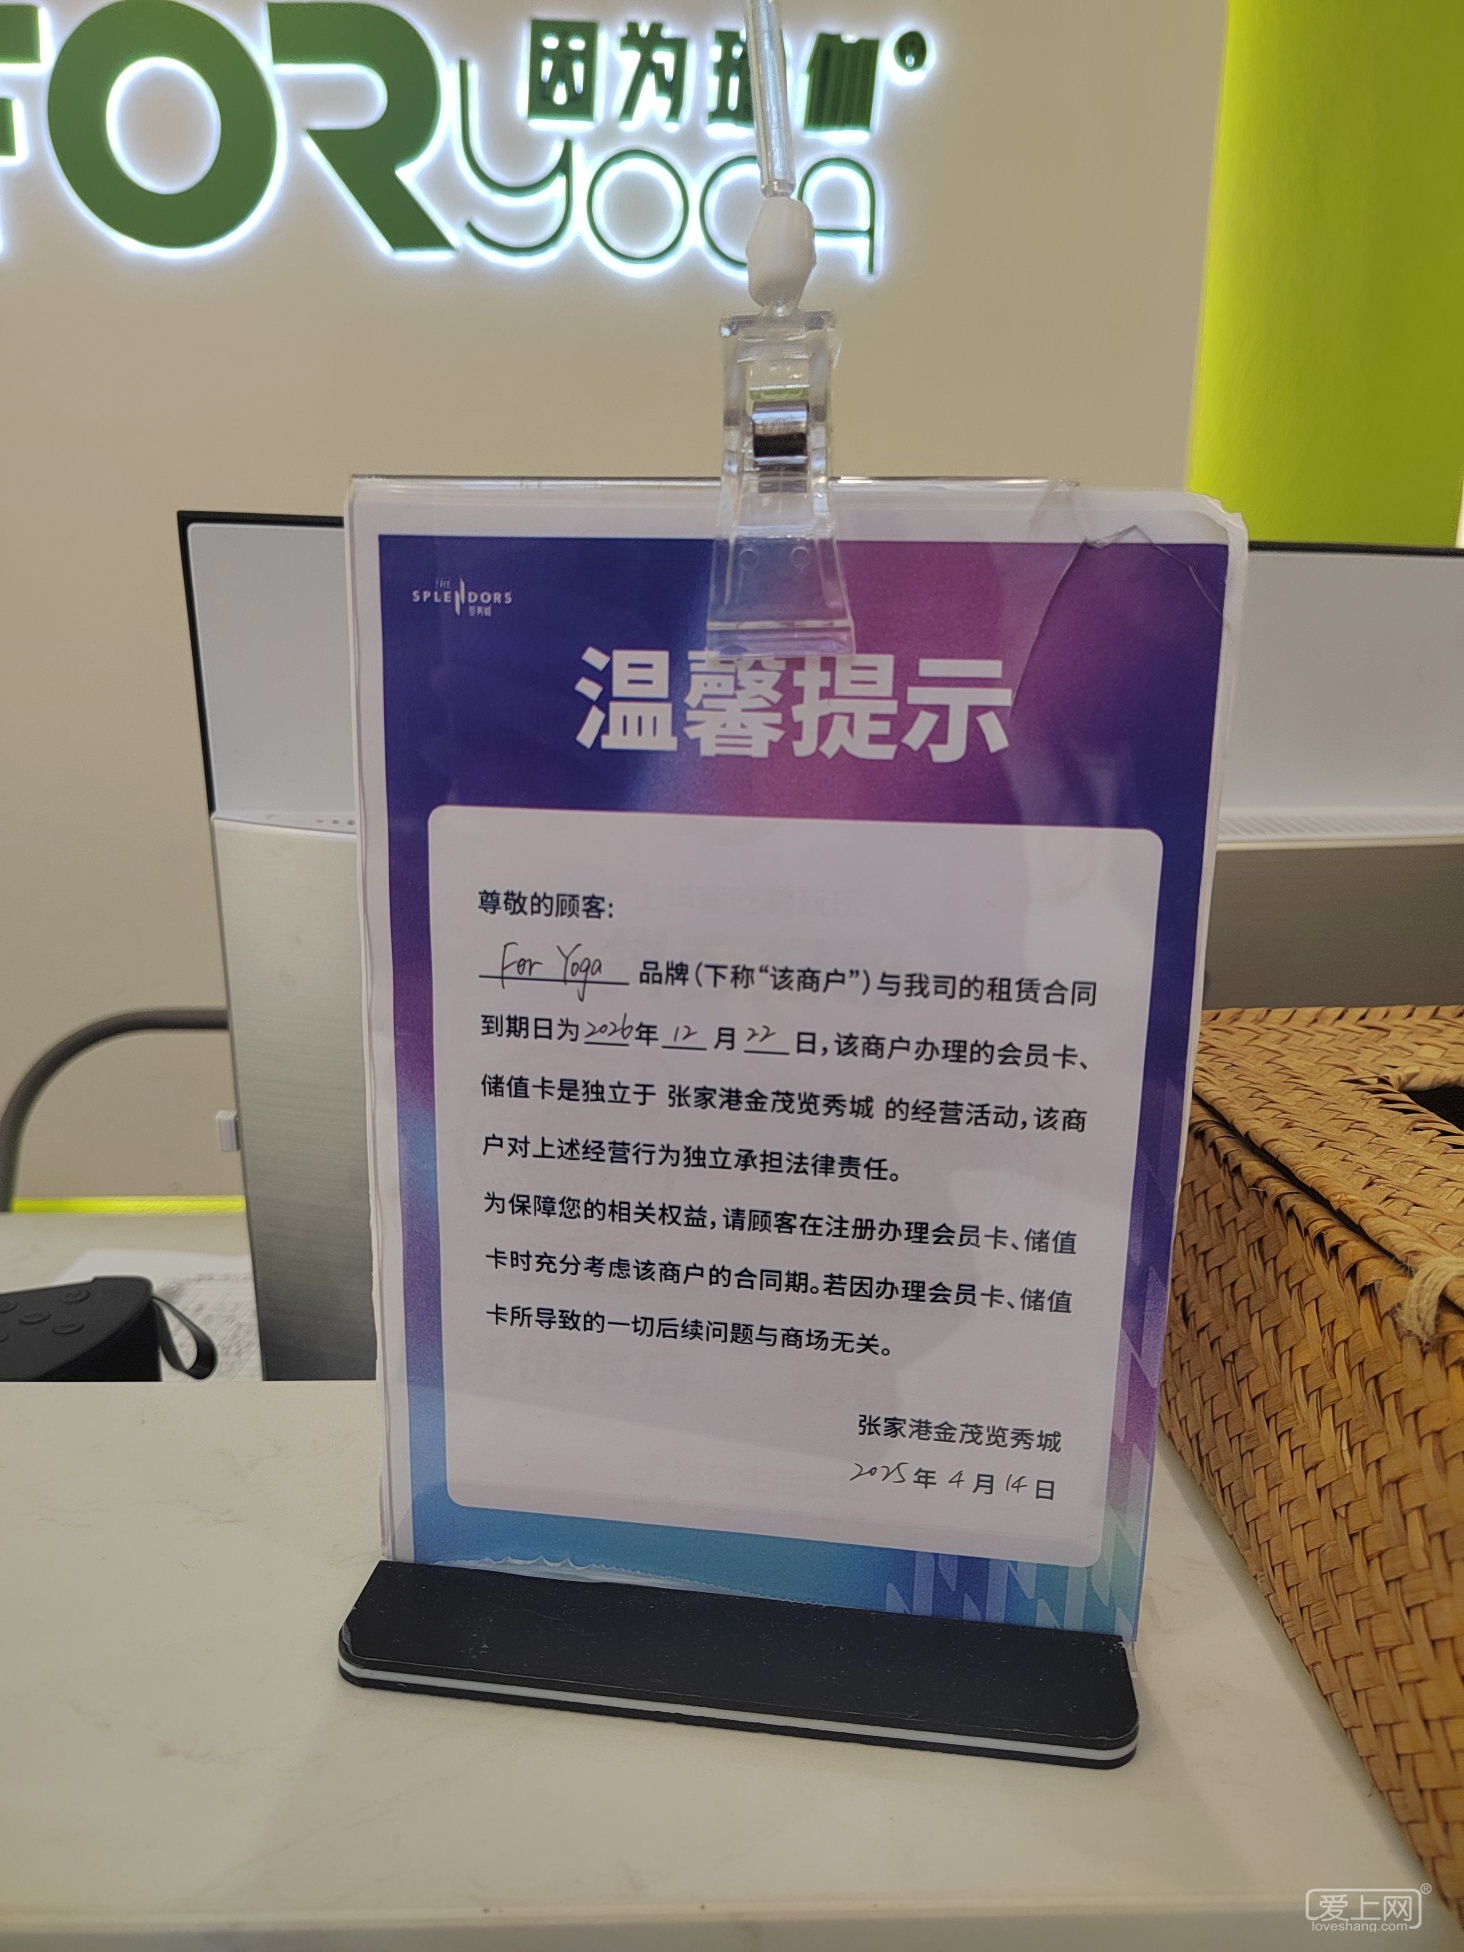 FOR
因为瑜伽®
yoga
THE
SPLENDORS
览秀城
温馨提示
尊敬的顾客:
For Yoga 品牌(下称“该商户”)与我司的租赁合同
到期日为2026年 12 月 22 日,该商户办理的会员卡、
储值卡是独立于 张家港金茂览秀城 的经营活动,该商
户对上述经营行为独立承担法律责任。
为保障您的相关权益,请顾客在注册办理会员卡、储值
卡时充分考虑该商户的合同期。若因办理会员卡、储值
卡所导致的一切后续问题与商场无关。
张家港金茂览秀城
2025年 4 月 14 日
爱上网®
loveshang.com